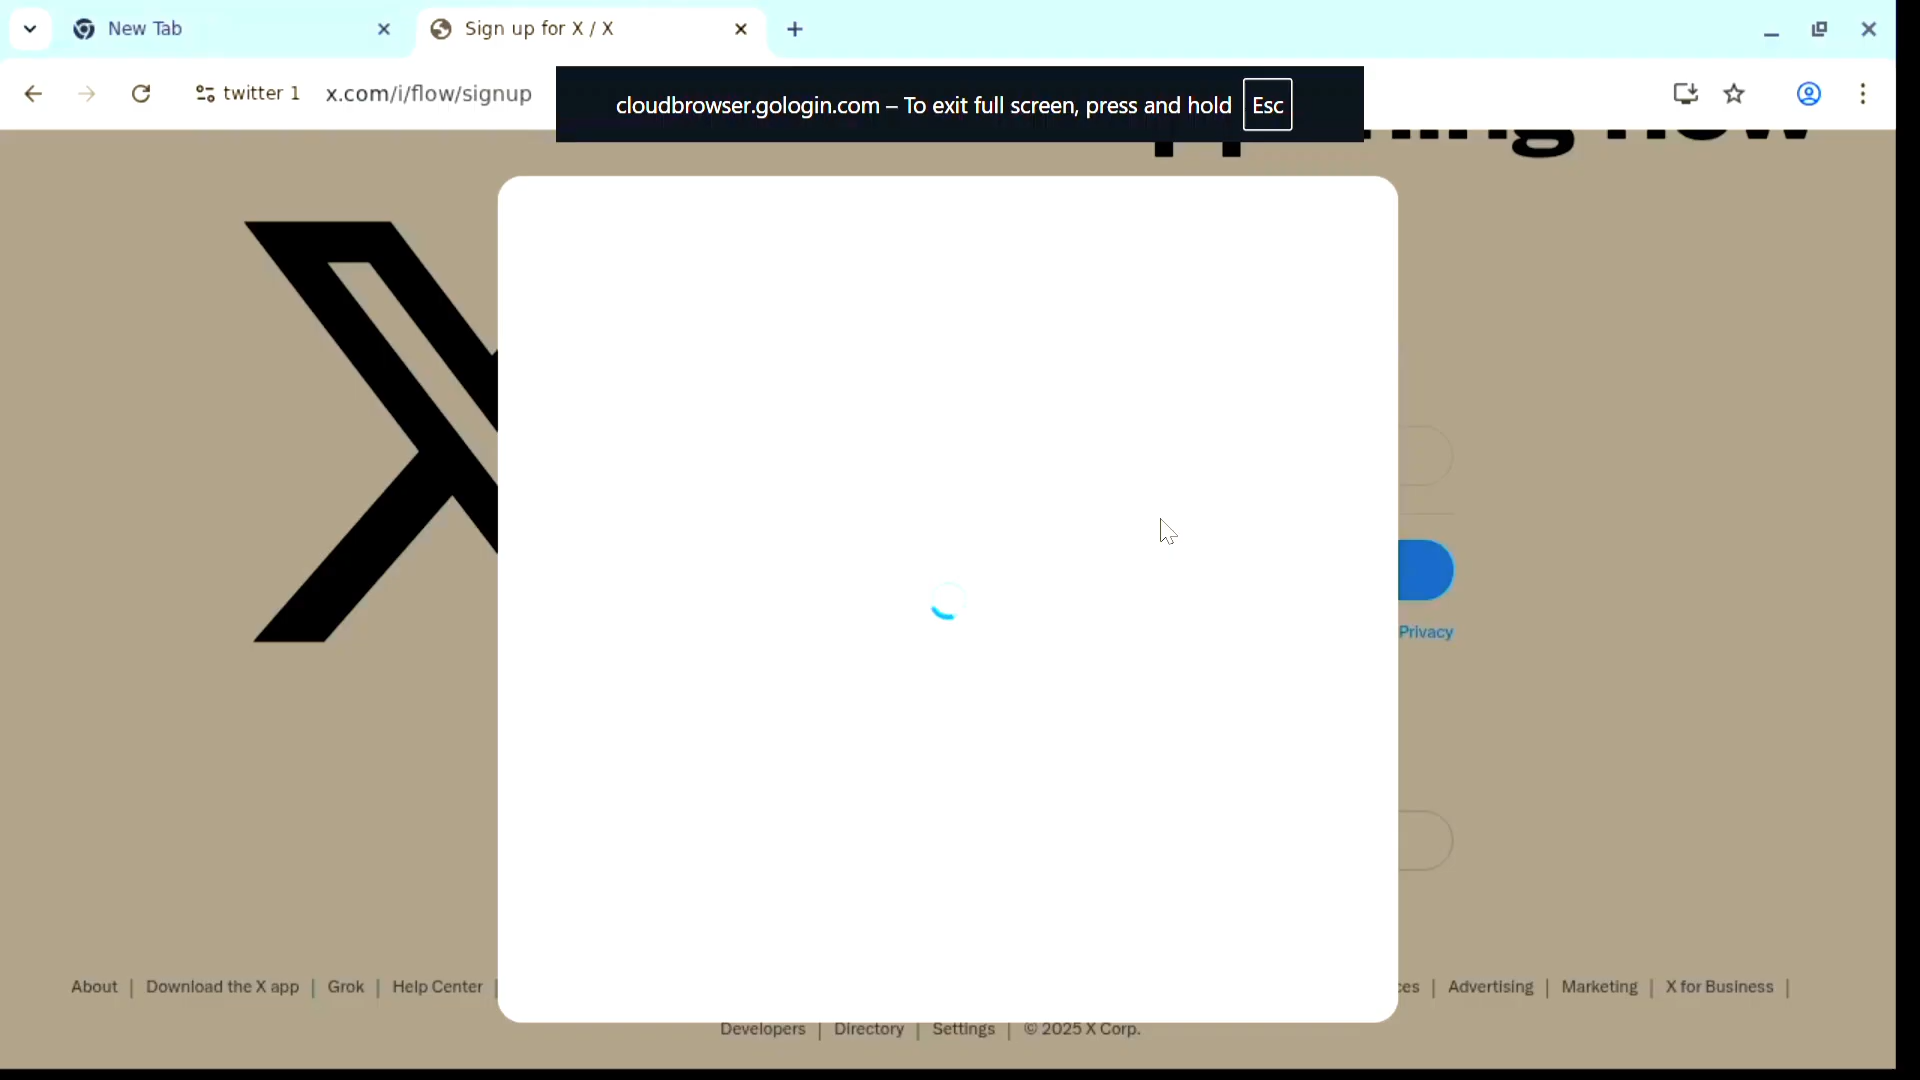 New Tab
Sign up for X / X
twitter 1
x.com/i/flow/signup
cloudbrowser.gologin.com – To exit full screen, press and hold Esc
now
Privacy
About | Download the X app | Grok | Help Center |
| Advertising | Marketing | X for Business |
Developers | Directory | Settings | © 2025 X Corp.